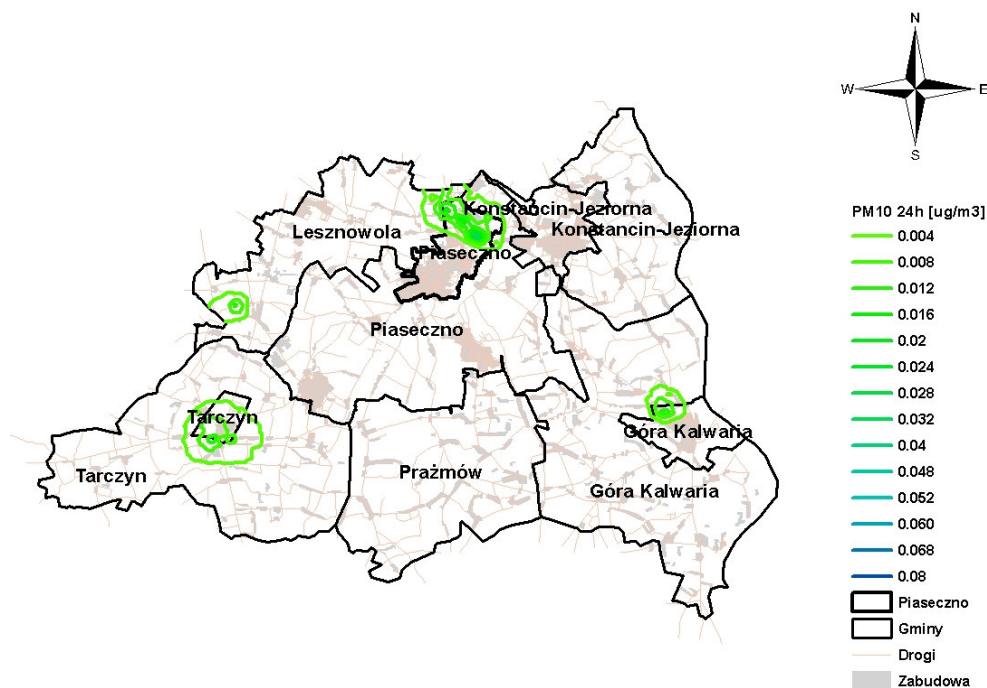 N
W E
S
PM10 24h [ug/m3]
0.004
0.008
0.012
0.016
0.02
0.024
0.028
0.032
0.04
0.048
0.052
0.060
0.068
0.08
Piaseczno
Gminy
Drogi
Zabudowa
Konstancin-Jeziorna
Konstancin-Jeziorna
Lesznowola
Piaseczno
Piaseczno
Tarczyn
Góra Kalwaria
Tarczyn
Prażmów
Góra Kalwaria